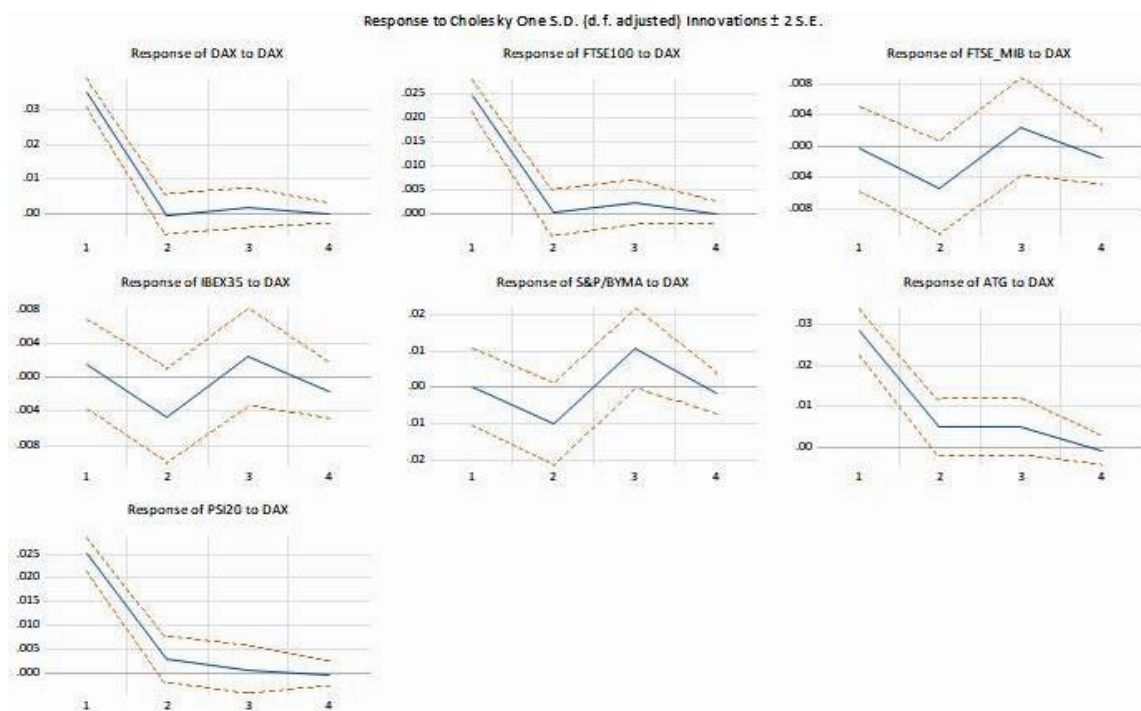 Response to Cholesky One S.D. (d.f. adjusted) Innovations ± 2 S.E.
Response of DAX to DAX
.03
.02
.01
.00
1 2 3 4
Response of FTSE100 to DAX
.025
.020
.015
.010
.005
.000
1 2 3 4
Response of FTSE_MIB to DAX
.008
.004
.000
.004
.008
1 2 3 4
Response of IBEX35 to DAX
.008
.004
.000
.004
.008
1 2 3 4
Response of S&P/BYMA to DAX
.02
.01
.00
.01
.02
1 2 3 4
Response of ATG to DAX
.03
.02
.01
.00
1 2 3 4
Response of PSI20 to DAX
.025
.020
.015
.010
.005
.000
1 2 3 4